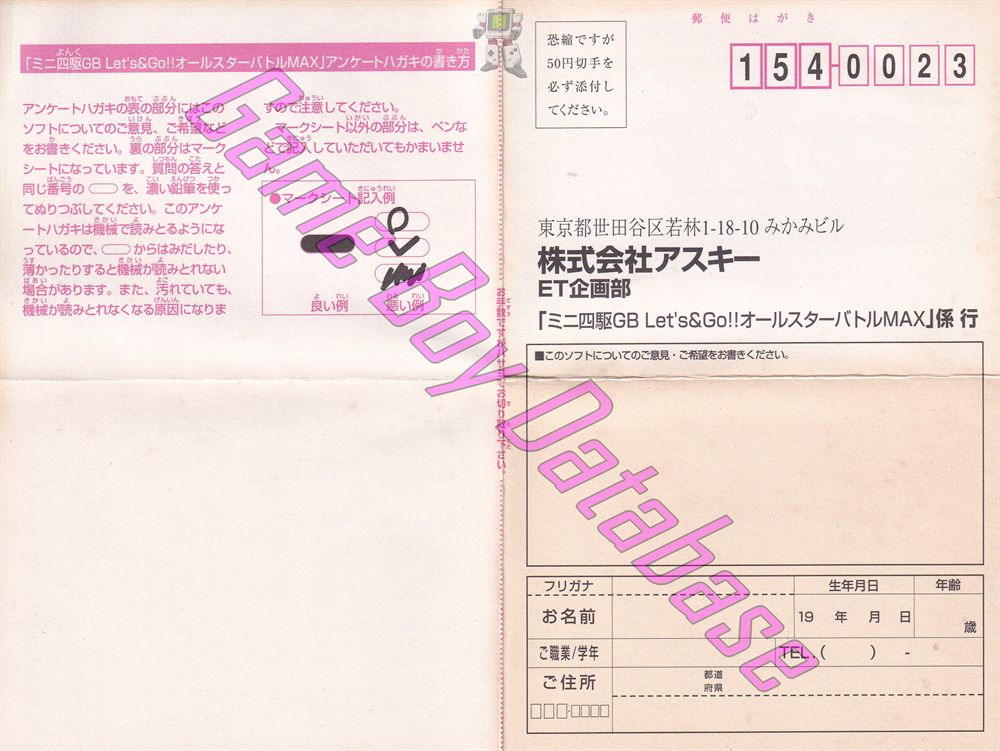 「ミニ四駆GB Let's&Go!!オールスターバトルMAX」アンケートハガキの書き方
アンケートハガキの表の部分にはこの
ソフトについてのご意見、ご希望など
をお書きください。裏の部分はマーク
シートになっています。質問の答えと
同じ番号の を、濃い鉛筆を使っ
てぬりつぶしてください。このアンケ
ートハガキは機械で読みとるようにな
っているので、 からはみだしたり、
薄かったりすると機械が読みとれない
場合があります。また、汚れていても、
機械が読みとれなくなる原因になりま
すので注意してください。
マークシート以外の部分は、ペンな
どで記入していただいてもかまいませ
ん。
●マークシート記入例
良い例
悪い例
お手数ですがハサミでお切り取り下さい。
郵便はがき
恐縮ですが
50円切手を
必ず添付し
てください。
154-0023
東京都世田谷区若林1-18-10 みかみビル
株式会社アスキー
ET企画部
「ミニ四駆GB Let's&Go!!オールスターバトルMAX」係 行
■このソフトについてのご意見・ご希望をお書きください。
フリガナ
生年月日
年齢
お名前
19 年 月 日
歳
ご職業/学年
TEL.( ) -
ご住所
都道
府県
Game Boy Database